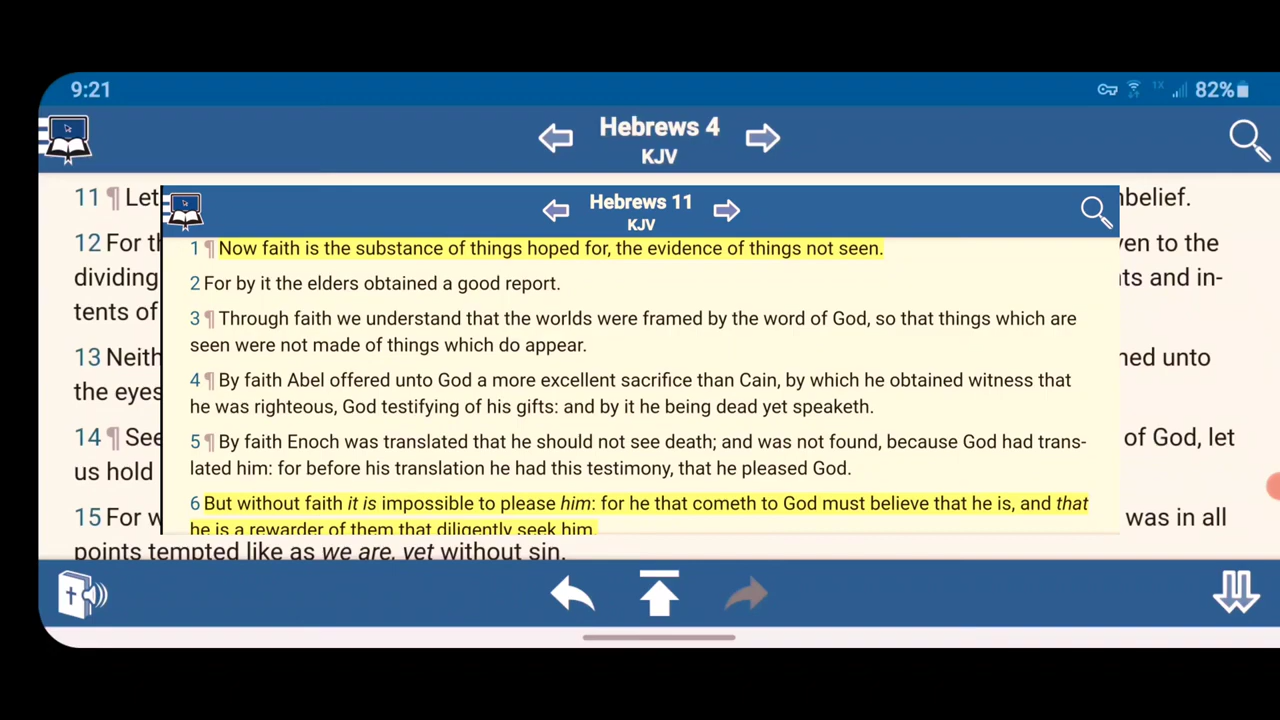 9:21
1X
82%
Hebrews 4
KJV
11 ¶ Let nbelief.
12 For th ven to the
dividing ts and in-
tents of
13 Neith ned unto
the eyes
14 ¶ See of God, let
us hold
15 For w was in all
points tempted like as we are, yet without sin.
Hebrews 11
KJV
1 ¶ Now faith is the substance of things hoped for, the evidence of things not seen.
2 For by it the elders obtained a good report.
3 ¶ Through faith we understand that the worlds were framed by the word of God, so that things which are
seen were not made of things which do appear.
4 ¶ By faith Abel offered unto God a more excellent sacrifice than Cain, by which he obtained witness that
he was righteous, God testifying of his gifts: and by it he being dead yet speaketh.
5 ¶ By faith Enoch was translated that he should not see death; and was not found, because God had trans-
lated him: for before his translation he had this testimony, that he pleased God.
6 But without faith it is impossible to please him: for he that cometh to God must believe that he is, and that
he is a rewarder of them that diligently seek him.